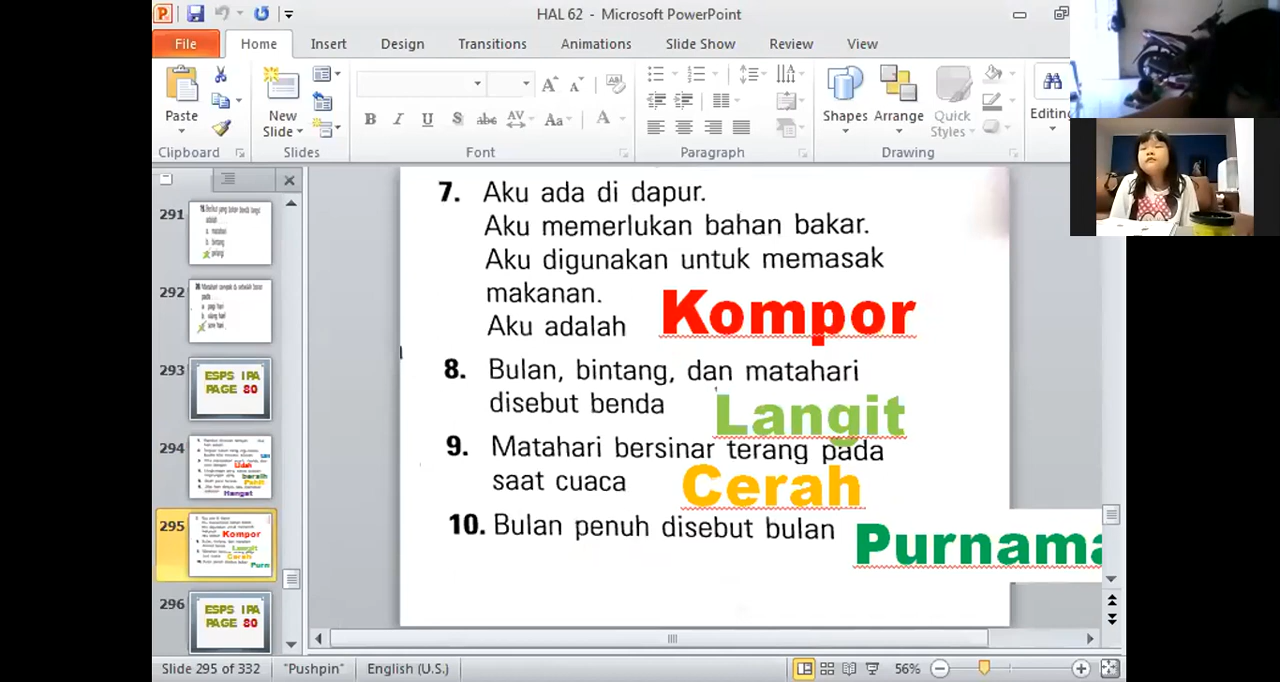 HAL 62 - Microsoft PowerPoint
File Home Insert Design Transitions Animations Slide Show Review View
Paste
New
Slide
Shapes Arrange Quick
Styles
Editing
Clipboard Slides Font Paragraph Drawing
7. Aku ada di dapur.
Aku memerlukan bahan bakar.
Aku digunakan untuk memasak
makanan.
Aku adalah Kompor
8. Bulan, bintang, dan matahari
disebut benda Langit
9. Matahari bersinar terang pada
saat cuaca Cerah
10. Bulan penuh disebut bulan Purnama
291
292
293
ESPS IPA
PAGE 80
294
295
Kompor
Langit
Cerah
Purn
296
ESPS IPA
PAGE 80
Slide 295 of 332 "Pushpin" English (U.S.) 56%